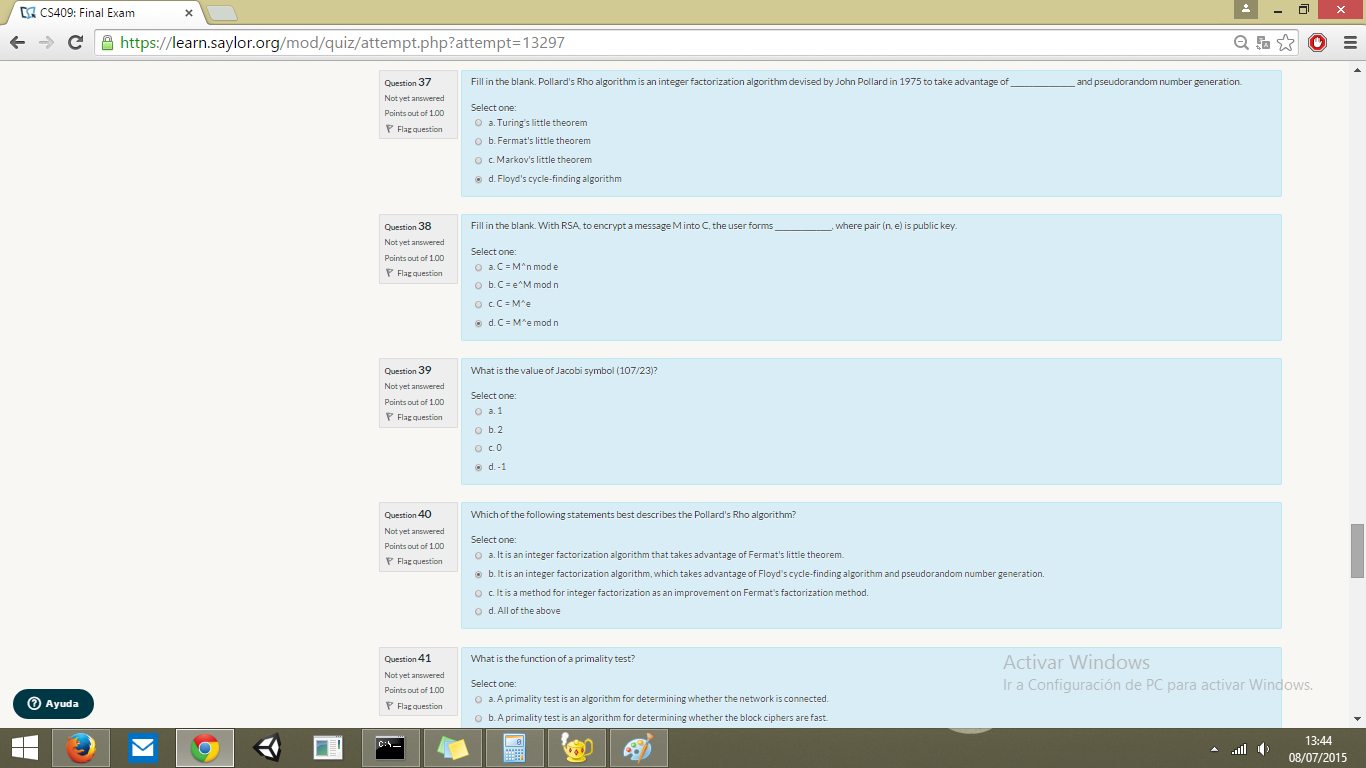 CS409: Final Exam
https://learn.saylor.org/mod/quiz/attempt.php?attempt=13297
Question 37
Not yet answered
Points out of 1.00
Flag question
Fill in the blank. Pollard's Rho algorithm is an integer factorization algorithm devised by John Pollard in 1975 to take advantage of ______________ and pseudorandom number generation.
Select one:
a. Turing's little theorem
b. Fermat's little theorem
c. Markov's little theorem
d. Floyd's cycle-finding algorithm
Question 38
Not yet answered
Points out of 1.00
Flag question
Fill in the blank. With RSA, to encrypt a message M into C, the user forms ____________, where pair (n, e) is public key.
Select one:
a. C = M^n mod e
b. C = e^M mod n
c. C = M^e
d. C = M^e mod n
Question 39
Not yet answered
Points out of 1.00
Flag question
What is the value of Jacobi symbol (107/23)?
Select one:
a. 1
b. 2
c. 0
d. -1
Question 40
Not yet answered
Points out of 1.00
Flag question
Which of the following statements best describes the Pollard's Rho algorithm?
Select one:
a. It is an integer factorization algorithm that takes advantage of Fermat's little theorem.
b. It is an integer factorization algorithm, which takes advantage of Floyd's cycle-finding algorithm and pseudorandom number generation.
c. It is a method for integer factorization as an improvement on Fermat's factorization method.
d. All of the above
Question 41
Not yet answered
Points out of 1.00
Flag question
What is the function of a primality test?
Select one:
a. A primality test is an algorithm for determining whether the network is connected.
b. A primality test is an algorithm for determining whether the block ciphers are fast.
Activar Windows
Ir a Configuración de PC para activar Windows.
Ayuda
C:\_
13:44
08/07/2015